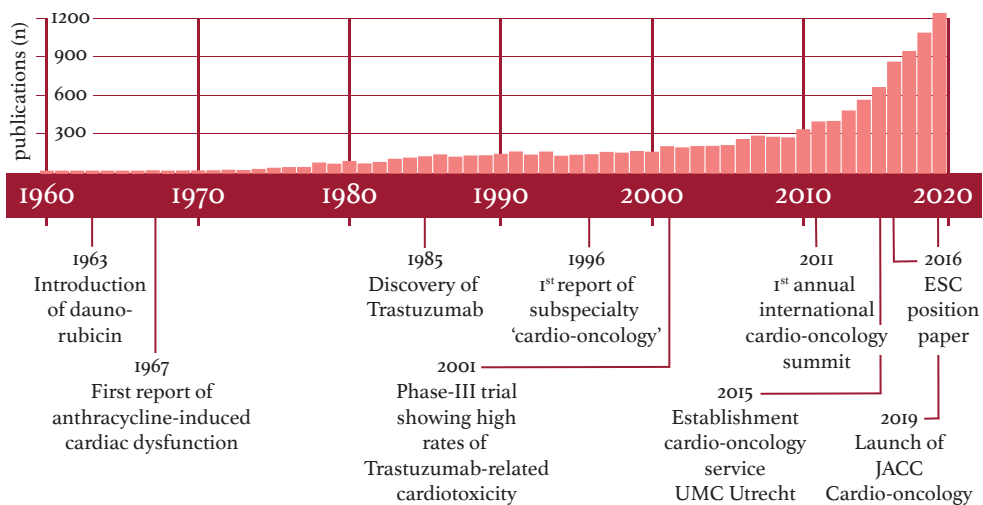 publications (n)
1200
900
600
300
1960 1970 1980 1990 2000 2010 2020
1963
Introduction
of dauno-
rubicin
1967
First report of
anthracycline-induced
cardiac dysfunction
1985
Discovery of
Trastuzumab
1996
1st report of
subspecialty
‘cardio-oncology’
2001
Phase-III trial
showing high
rates of
Trastuzumab-related
cardiotoxicity
2011
1st annual
international
cardio-oncology
summit
2015
Establishment
cardio-oncology
service
UMC Utrecht
2016
ESC
position
paper
2019
Launch of
JACC
Cardio-oncology